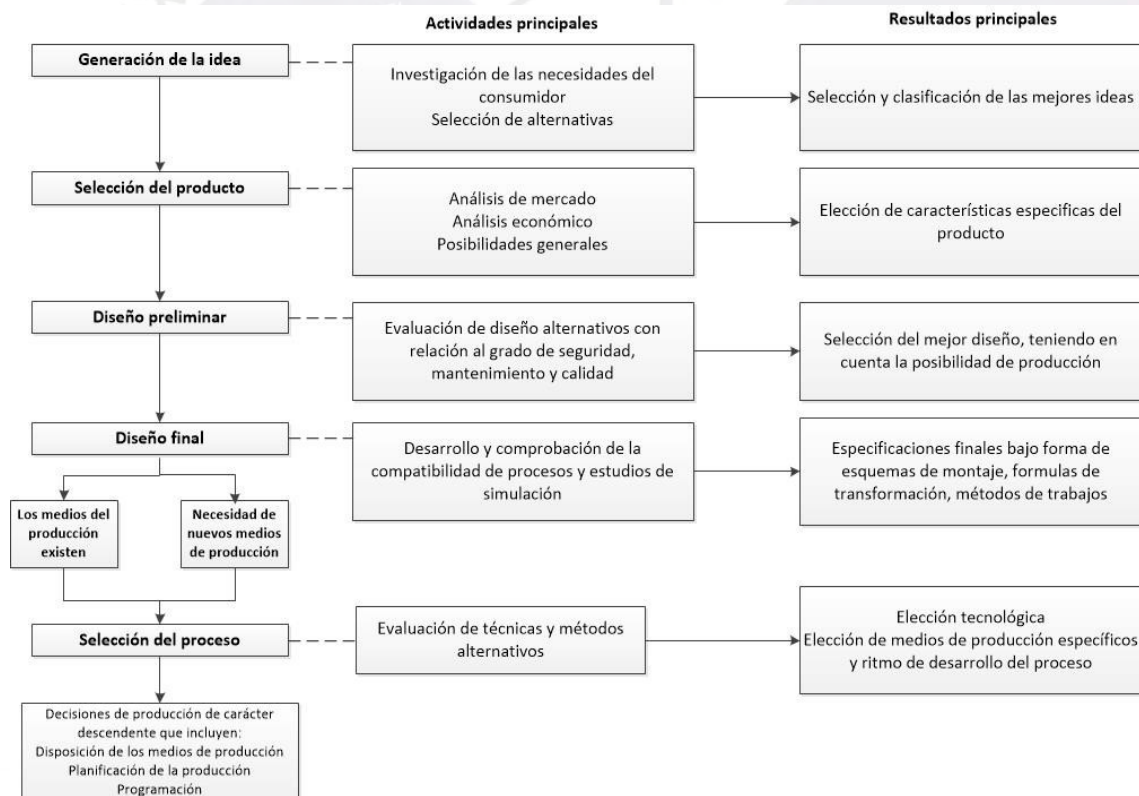 Actividades principales
Resultados principales
Generación de la idea
Investigación de las necesidades del
consumidor
Selección de alternativas
Selección y clasificación de las mejores ideas
Selección del producto
Análisis de mercado
Análisis económico
Posibilidades generales
Elección de características especificas del
producto
Diseño preliminar
Evaluación de diseño alternativos con
relación al grado de seguridad,
mantenimiento y calidad
Selección del mejor diseño, teniendo en
cuenta la posibilidad de producción
Diseño final
Desarrollo y comprobación de la
compatibilidad de procesos y estudios de
simulación
Especificaciones finales bajo forma de
esquemas de montaje, formulas de
transformación, métodos de trabajos
Los medios del
producción
existen
Necesidad de
nuevos medios
de producción
Selección del proceso
Evaluación de técnicas y métodos
alternativos
Elección tecnológica
Elección de medios de producción específicos
y ritmo de desarrollo del proceso
Decisiones de producción de carácter
descendente que incluyen:
Disposición de los medios de producción
Planificación de la producción
Programación